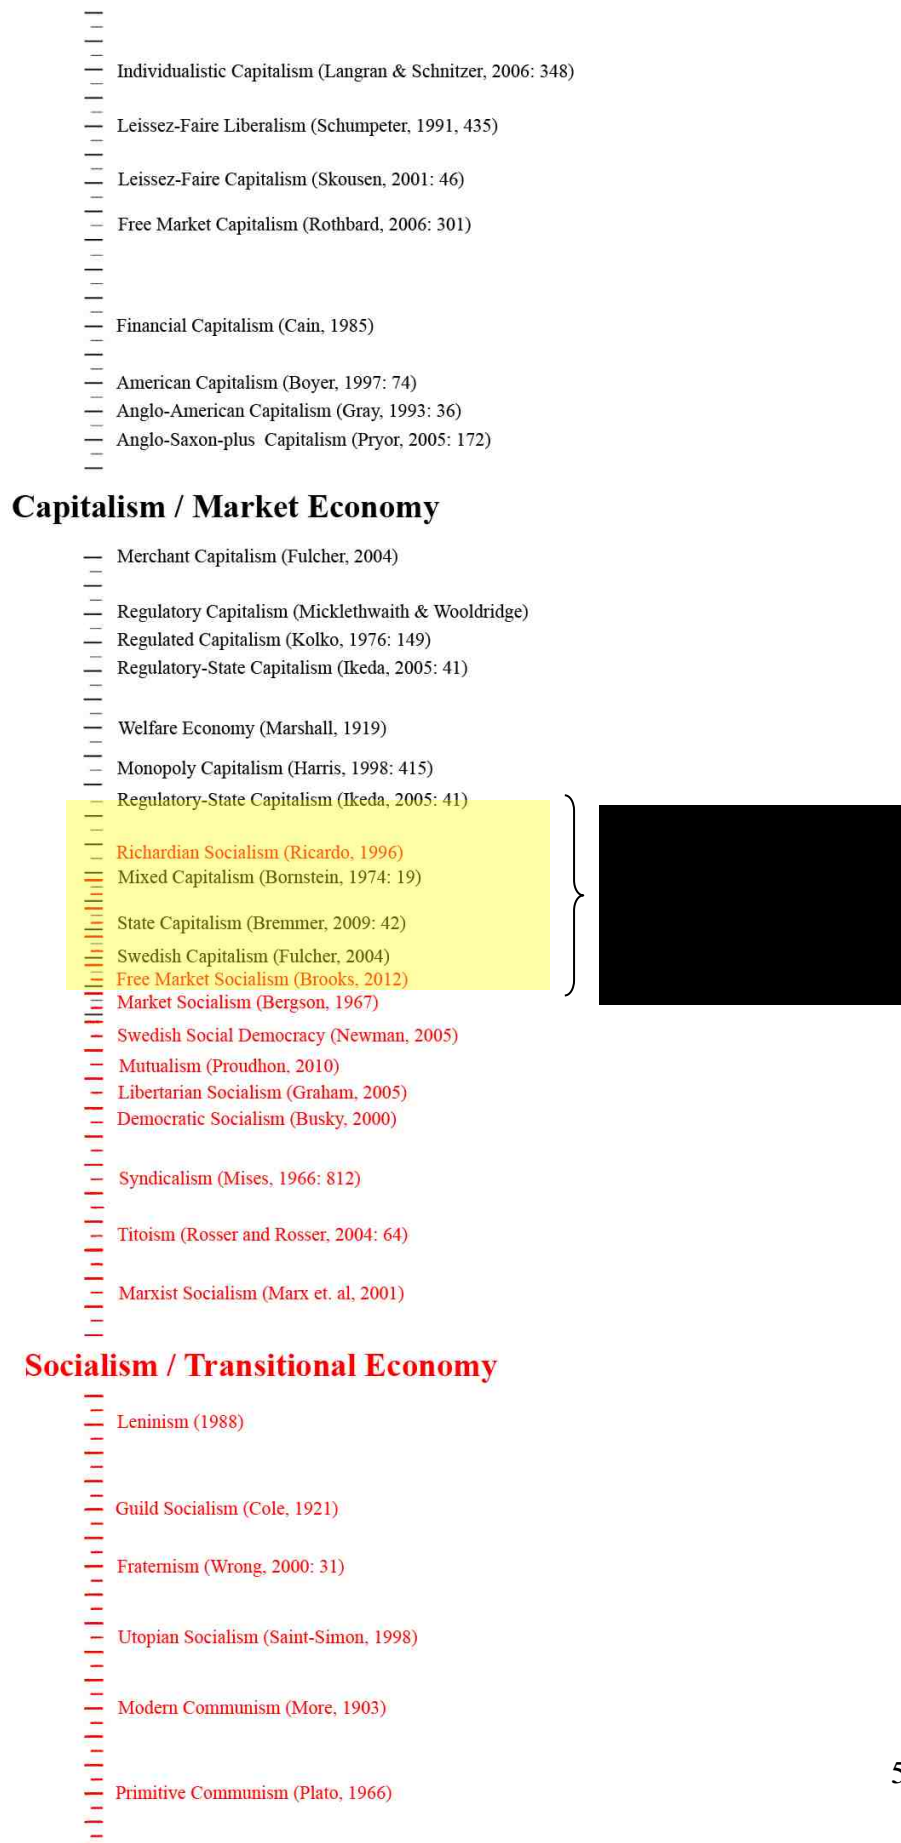 Individualistic Capitalism (Langran & Schnitzer, 2006: 348)
Leissez-Faire Liberalism (Schumpeter, 1991, 435)
Leissez-Faire Capitalism (Skousen, 2001: 46)
Free Market Capitalism (Rothbard, 2006: 301)
Financial Capitalism (Cain, 1985)
American Capitalism (Boyer, 1997: 74)
Anglo-American Capitalism (Gray, 1993: 36)
Anglo-Saxon-plus Capitalism (Pryor, 2005: 172)
Capitalism / Market Economy
Merchant Capitalism (Fulcher, 2004)
Regulatory Capitalism (Micklethwaith & Wooldridge)
Regulated Capitalism (Kolko, 1976: 149)
Regulatory-State Capitalism (Ikeda, 2005: 41)
Welfare Economy (Marshall, 1919)
Monopoly Capitalism (Harris, 1998: 415)
Regulatory-State Capitalism (Ikeda, 2005: 41)
Richardian Socialism (Ricardo, 1996)
Mixed Capitalism (Bornstein, 1974: 19)
State Capitalism (Bremmer, 2009: 42)
Swedish Capitalism (Fulcher, 2004)
Free Market Socialism (Brooks, 2012)
Market Socialism (Bergson, 1967)
Swedish Social Democracy (Newman, 2005)
Mutualism (Proudhon, 2010)
Libertarian Socialism (Graham, 2005)
Democratic Socialism (Busky, 2000)
Syndicalism (Mises, 1966: 812)
Titoism (Rosser and Rosser, 2004: 64)
Marxist Socialism (Marx et. al, 2001)
Socialism / Transitional Economy
Leninism (1988)
Guild Socialism (Cole, 1921)
Fraternism (Wrong, 2000: 31)
Utopian Socialism (Saint-Simon, 1998)
Modern Communism (More, 1903)
5
Primitive Communism (Plato, 1966)